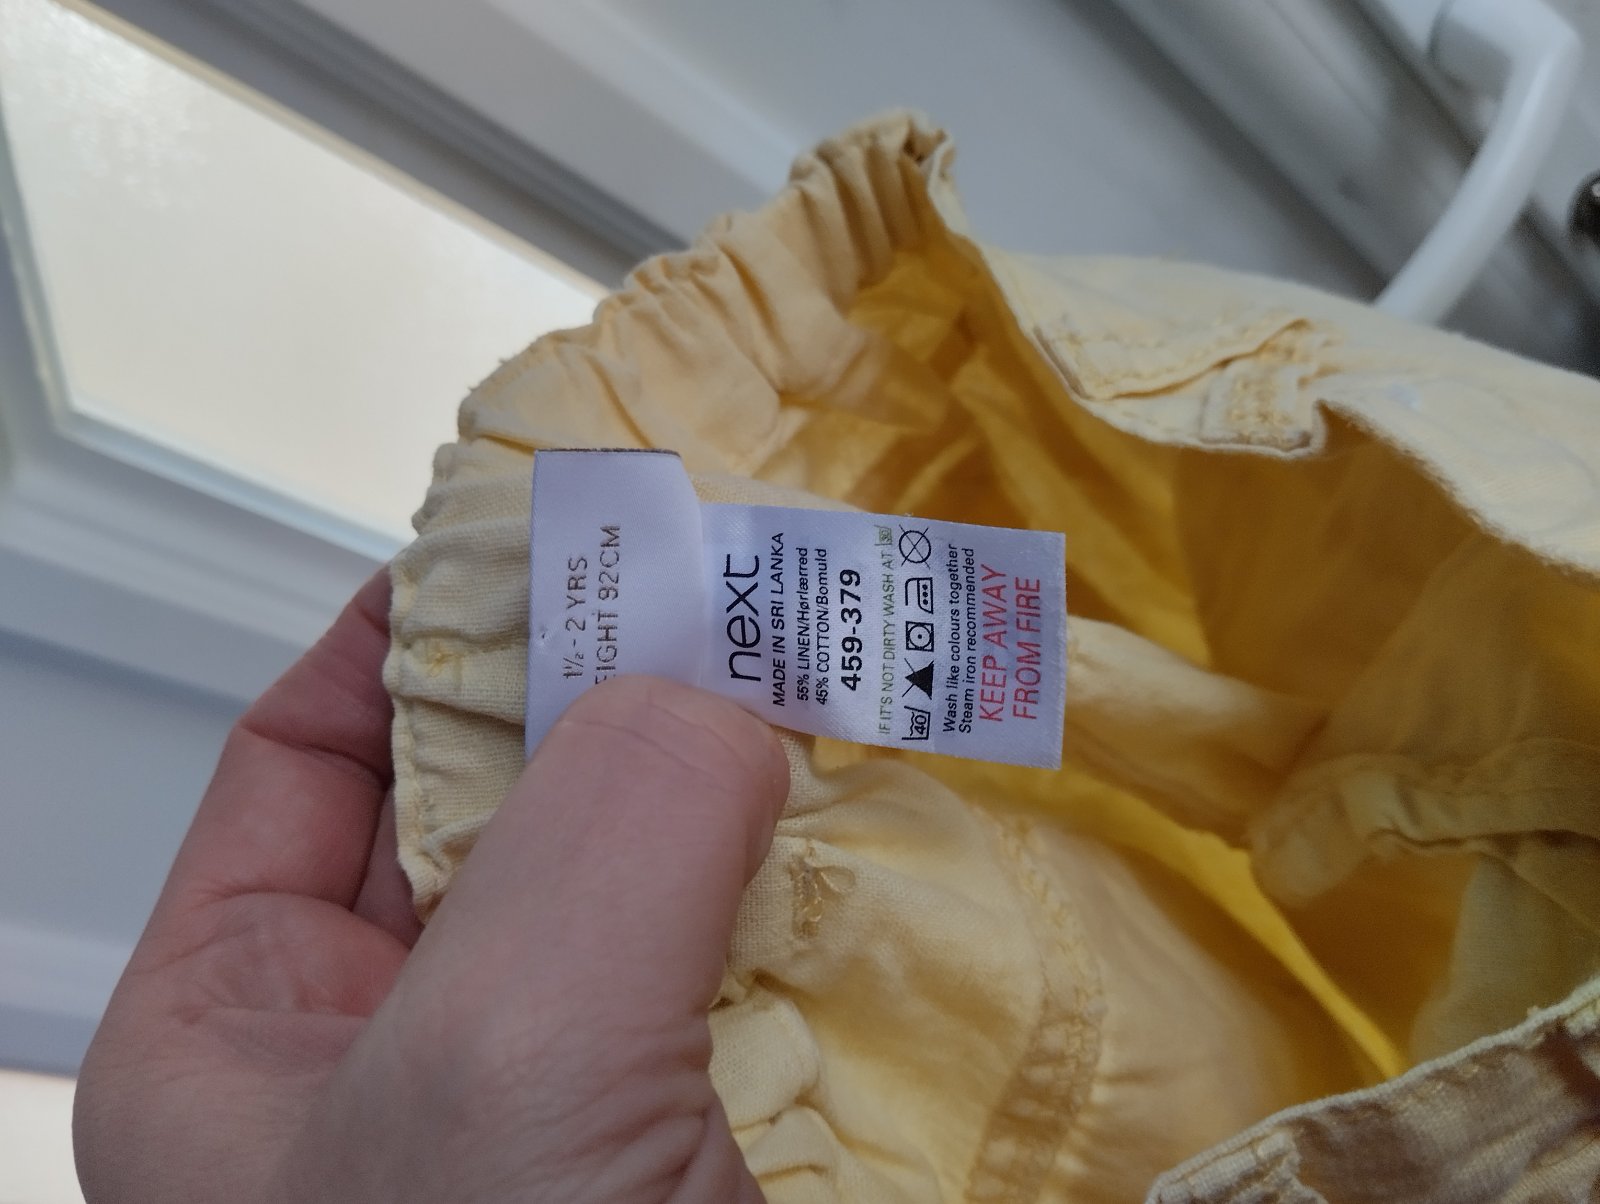 1½-2 YRS
EIGHT 92CM
next
MADE IN SRI LANKA
55% LINEN/Hørlærred
45% COTTON/Bomuld
459-379
IF IT'S NOT DIRTY WASH AT 30
40
Wash like colours together
Steam iron recommended
KEEP AWAY
FROM FIRE